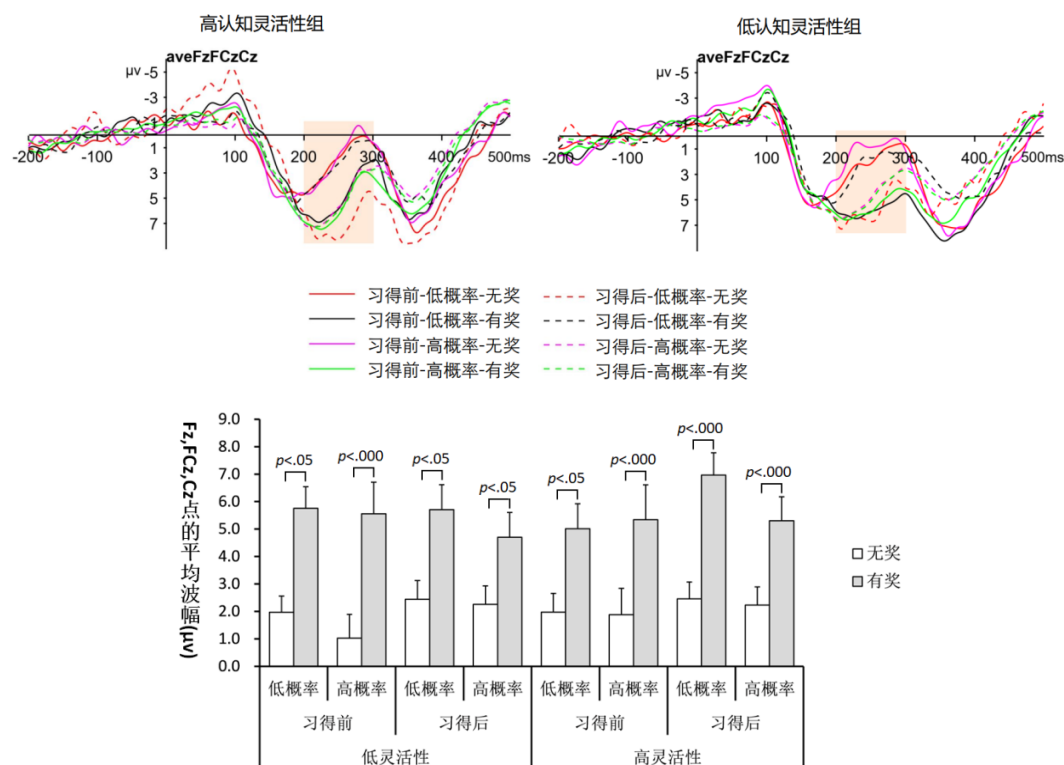 高认知灵活性组
低认知灵活性组
aveFzFCzCz
μv -5
-3
-200 -100 100 200 300 400 500ms
1
3
5
7
aveFzFCzCz
μv -5
-3
-200 -100 100 200 300 400 500ms
1
3
5
7
习得前-低概率-无奖 习得后-低概率-无奖
习得前-低概率-有奖 习得后-低概率-有奖
习得前-高概率-无奖 习得后-高概率-无奖
习得前-高概率-有奖 习得后-高概率-有奖
Fz,FCz,Cz点的平均波幅(μv)
9.0
8.0
7.0
6.0
5.0
4.0
3.0
2.0
1.0
0.0
p<.05 p<.000 p<.05 p<.05 p<.05 p<.000 p<.000 p<.000
无奖
有奖
低概率 高概率 低概率 高概率 低概率 高概率 低概率 高概率
习得前 习得后 习得前 习得后
低灵活性 高灵活性